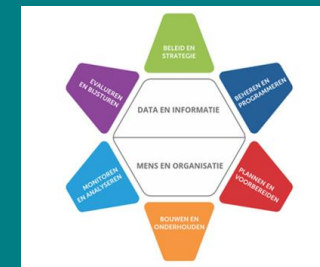 BELEID EN
STRATEGIE
BEHEREN EN
PROGRAMMEREN
PLANNEN EN
VOORBEREIDEN
BOUWEN EN
ONDERHOUDEN
MONITOREN
EN ANALYSEREN
EVALUEREN
EN BIJSTUREN
DATA EN INFORMATIE
MENS EN ORGANISATIE